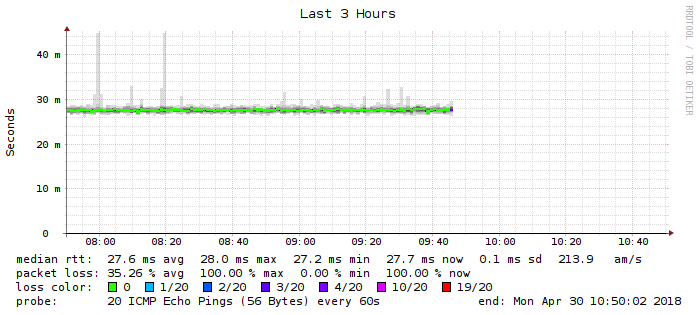 Last 3 Hours
RRDTOOL / TOBI OETIKER
Seconds
40 m
30 m
20 m
10 m
0
08:00 08:20 08:40 09:00 09:20 09:40 10:00 10:20 10:40
median rtt: 27.6 ms avg 28.0 ms max 27.2 ms min 27.7 ms now 0.1 ms sd 213.9 am/s
packet loss: 35.26 % avg 100.00 % max 0.00 % min 100.00 % now
loss color: 0 1/20 2/20 3/20 4/20 10/20 19/20
probe: 20 ICMP Echo Pings (56 Bytes) every 60s end: Mon Apr 30 10:50:02 2018